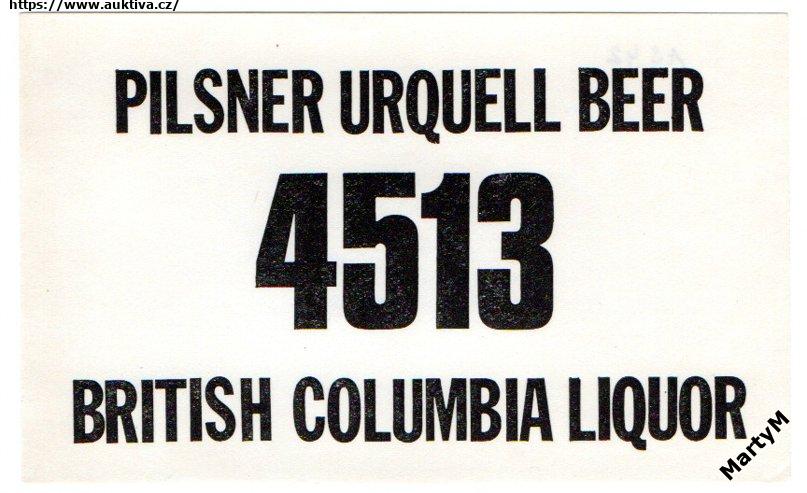 https://www.auktiva.cz/
PILSNER URQUELL BEER
4513
BRITISH COLUMBIA LIQUOR
MartyM